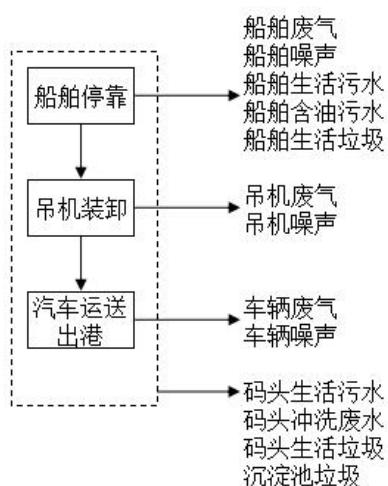 船舶废气
船舶噪声
船舶停靠
船舶生活污水
船舶含油污水
船舶生活垃圾
吊机装卸
吊机废气
吊机噪声
汽车运送
出港
车辆废气
车辆噪声
码头生活污水
码头冲洗废水
码头生活垃圾
沉淀池垃圾